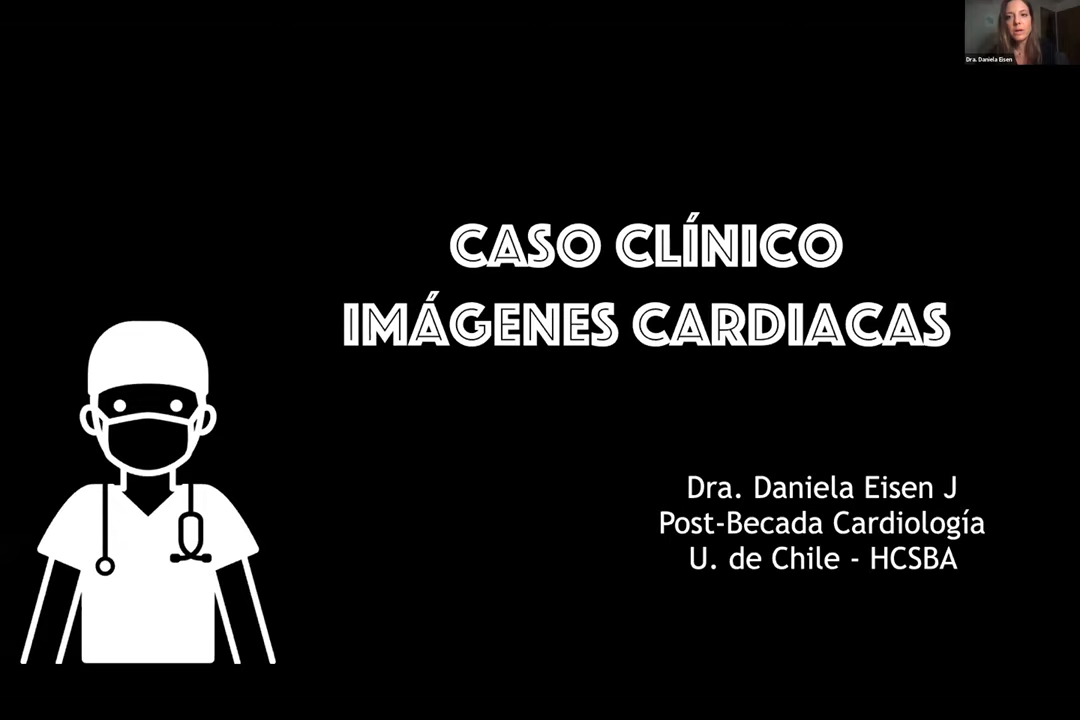 Dra. Daniela Eisen
CASO CLÍNICO
IMÁGENES CARDIACAS
Dra. Daniela Eisen J
Post-Becada Cardiología
U. de Chile - HCSBA